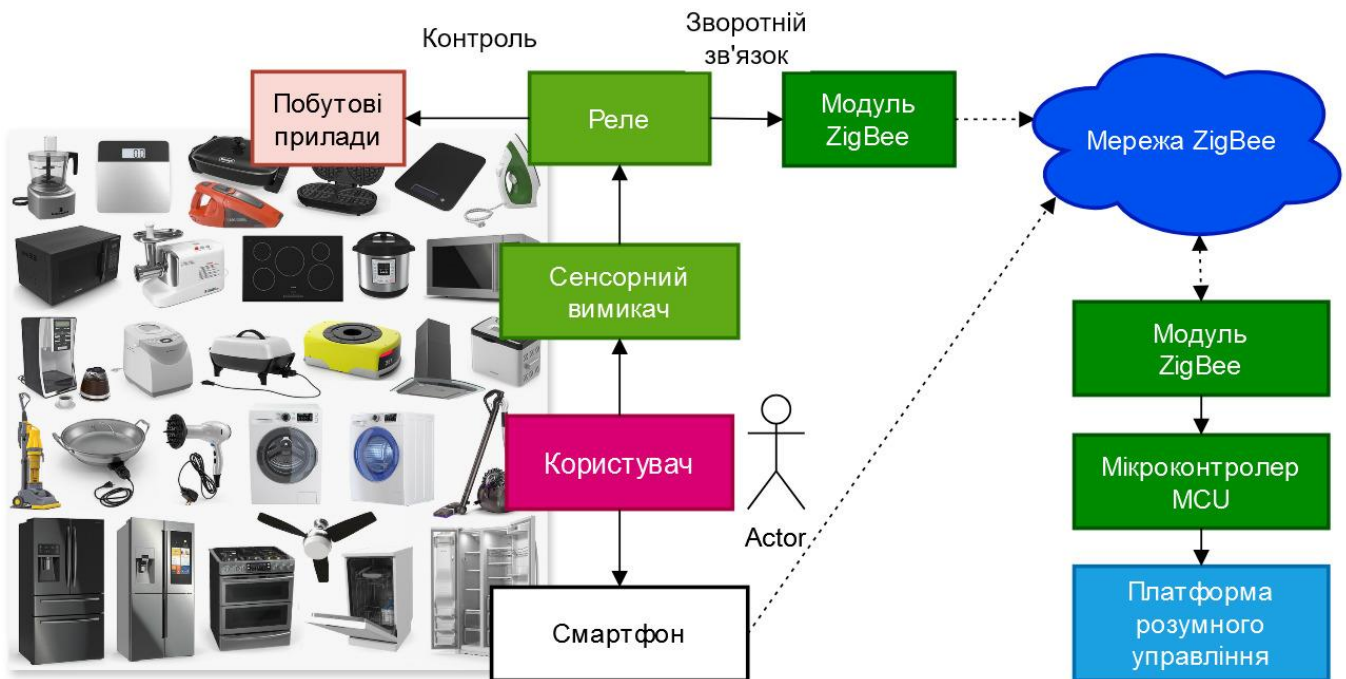 Контроль
Зворотній
зв'язок
Побутові
прилади
Реле
Модуль
ZigBee
Мережа ZigBee
Сенсорний
вимикач
Модуль
ZigBee
Користувач
Actor
Мікроконтролер
MCU
Смартфон
Платформа
розумного
управління